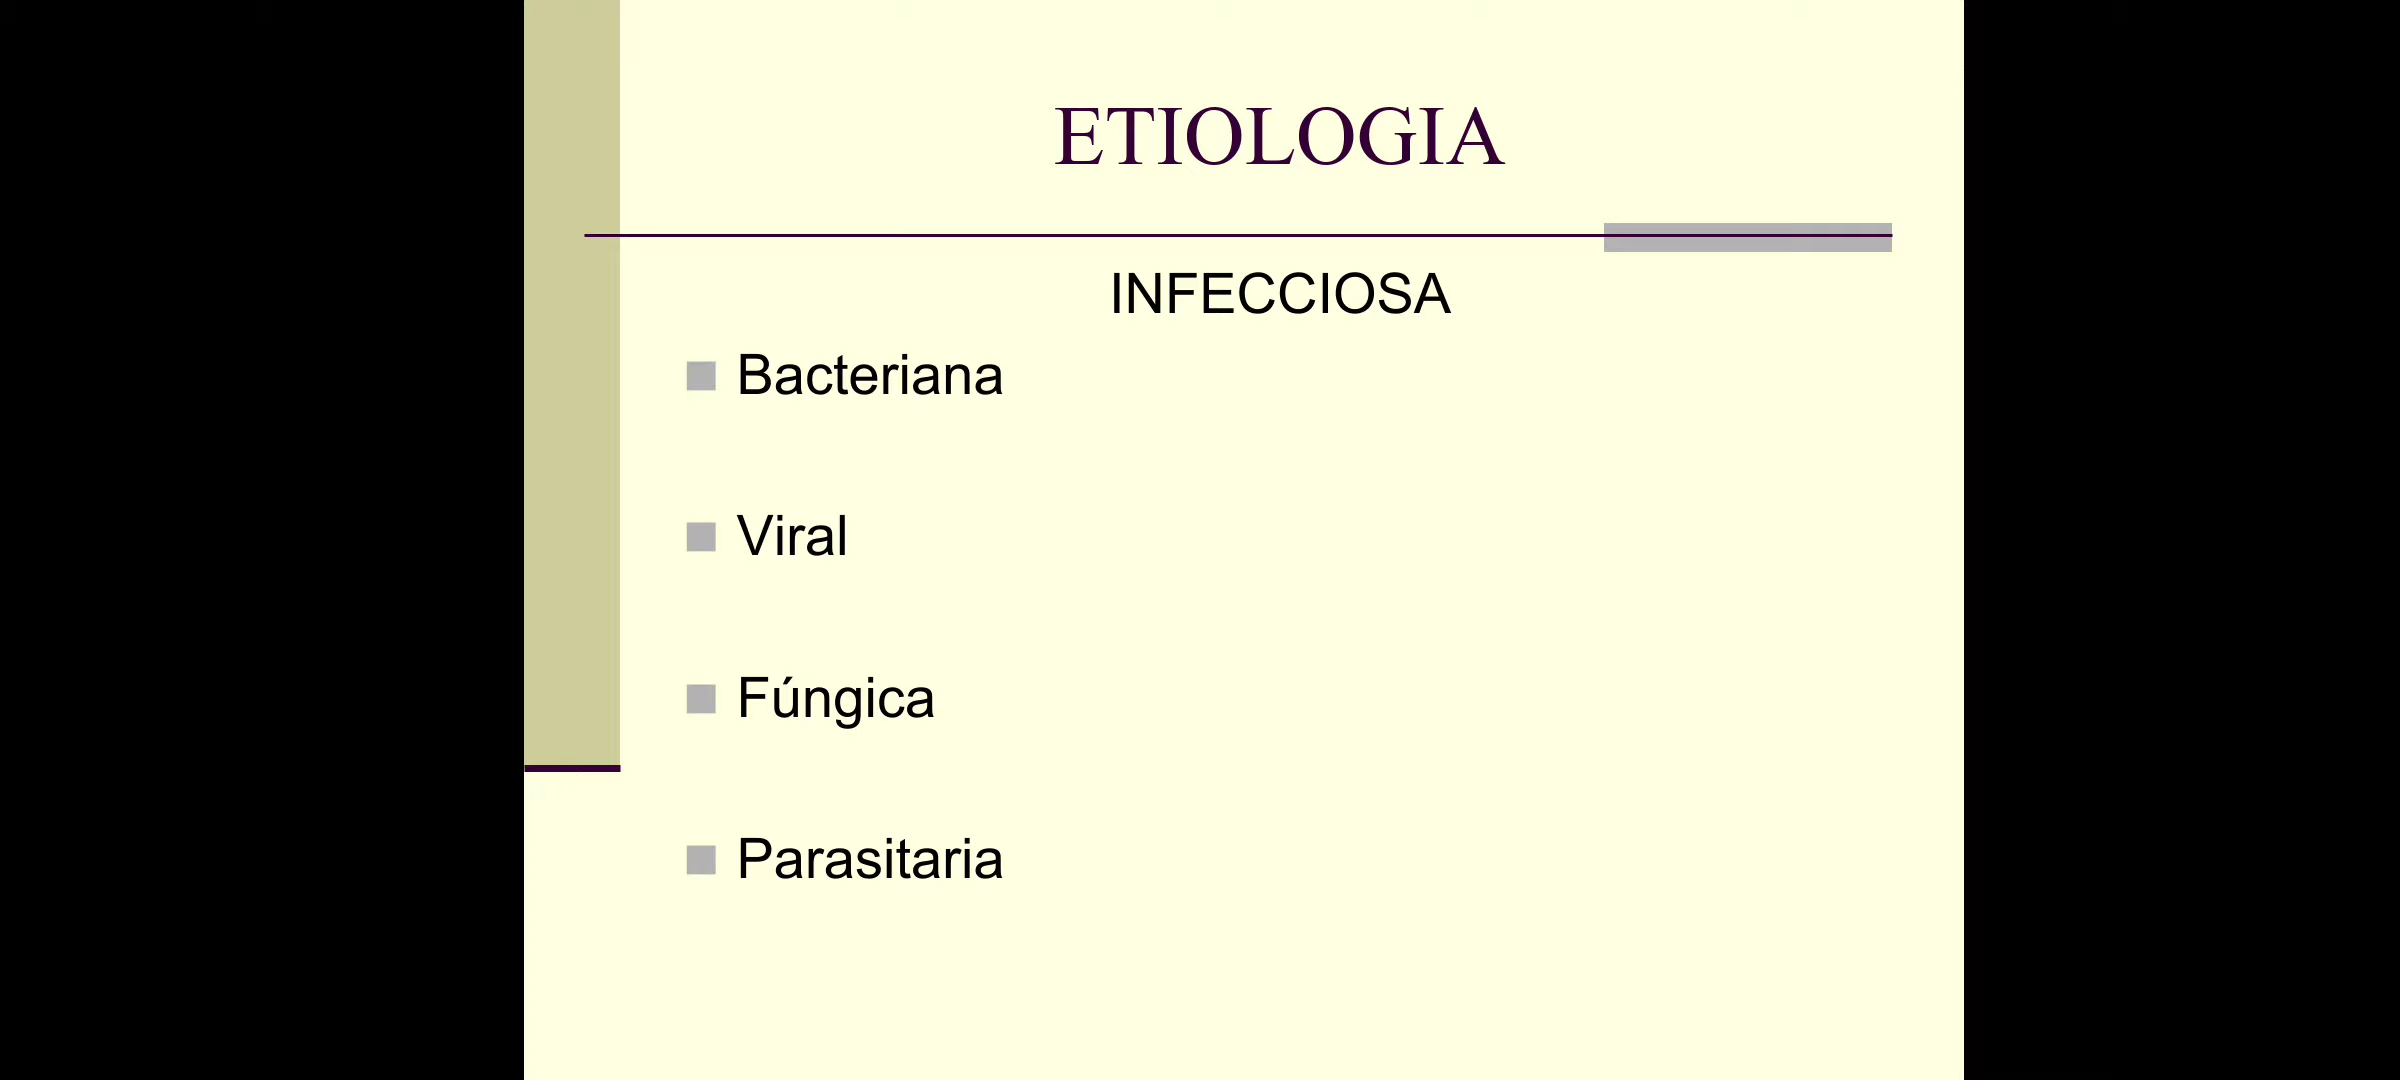 ETIOLOGIA
INFECCIOSA
Bacteriana
Viral
Fúngica
Parasitaria